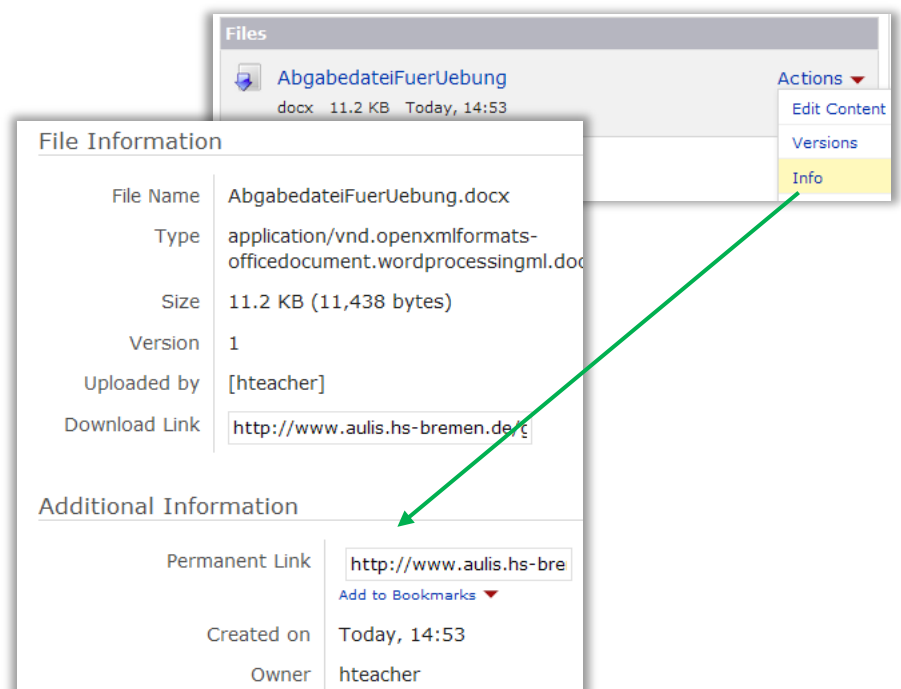 Files
AbgabedateiFuerUebung Actions
docx 11.2 KB Today, 14:53
Edit Content
Versions
Info
File Information
File Name AbgabedateiFuerUebung.docx
Type application/vnd.openxmlformats-
officedocument.wordprocessingml.doc
Size 11.2 KB (11,438 bytes)
Version 1
Uploaded by [hteacher]
Download Link http://www.aulis.hs-bremen.de/g
Additional Information
Permanent Link http://www.aulis.hs-bre
Add to Bookmarks
Created on Today, 14:53
Owner hteacher